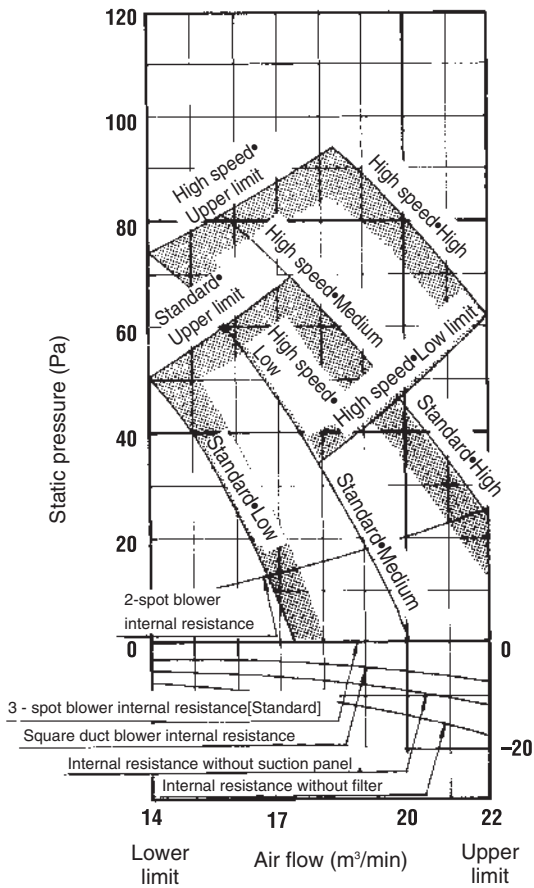 120
100
80
60
40
20
0
Static pressure (Pa)
High speed•
Upper limit
High speed•High
Standard•
Upper limit
High speed•Medium
High speed•
Low
High speed•Low limit
Standard•High
Standard•Low
Standard•Medium
2-spot blower
internal resistance
0
3 - spot blower internal resistance[Standard]
Square duct blower internal resistance
–20
Internal resistance without suction panel
Internal resistance without filter
14 17 20 22
Lower
limit
Air flow (m³/min)
Upper
limit